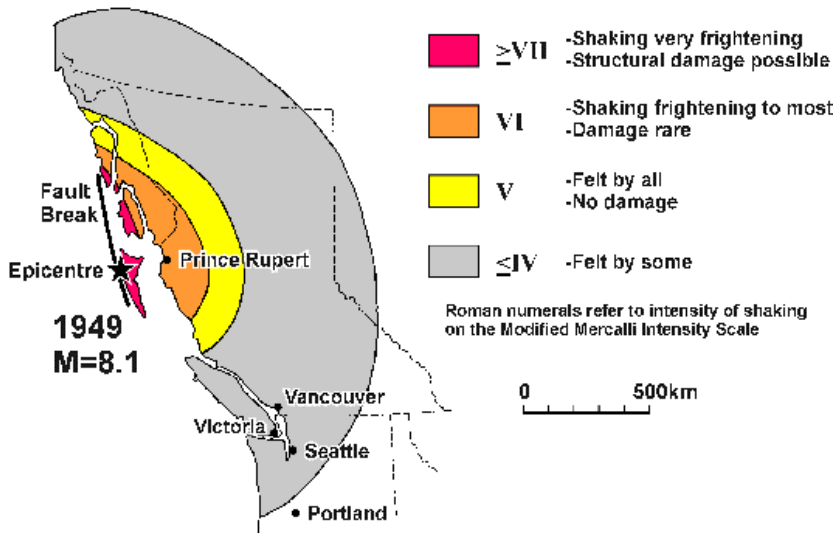 ≥VII -Shaking very frightening
-Structural damage possible
VI -Shaking frightening to most
-Damage rare
V -Felt by all
-No damage
≤IV -Felt by some
Roman numerals refer to intensity of shaking
on the Modified Mercalli Intensity Scale
0 500km
Fault
Break
Epicentre
Prince Rupert
1949
M=8.1
Vancouver
Victoria
Seattle
Portland